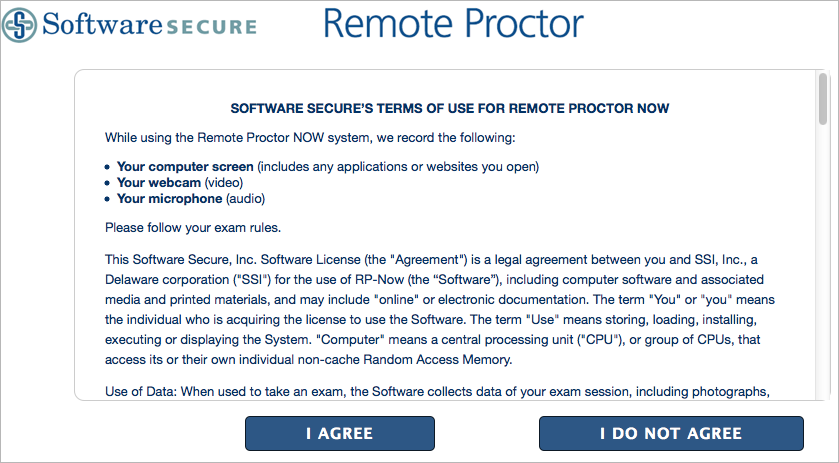 SoftwareSECURE
Remote Proctor
SOFTWARE SECURE'S TERMS OF USE FOR REMOTE PROCTOR NOW
While using the Remote Proctor NOW system, we record the following:
• Your computer screen (includes any applications or websites you open)
• Your webcam (video)
• Your microphone (audio)
Please follow your exam rules.
This Software Secure, Inc. Software License (the "Agreement") is a legal agreement between you and SSI, Inc., a
Delaware corporation ("SSI") for the use of RP-Now (the “Software”), including computer software and associated
media and printed materials, and may include "online" or electronic documentation. The term "You" or "you" means
the individual who is acquiring the license to use the Software. The term "Use" means storing, loading, installing,
executing or displaying the System. "Computer" means a central processing unit ("CPU"), or group of CPUs, that
access its or their own individual non-cache Random Access Memory.
Use of Data: When used to take an exam, the Software collects data of your exam session, including photographs,
I AGREE
I DO NOT AGREE